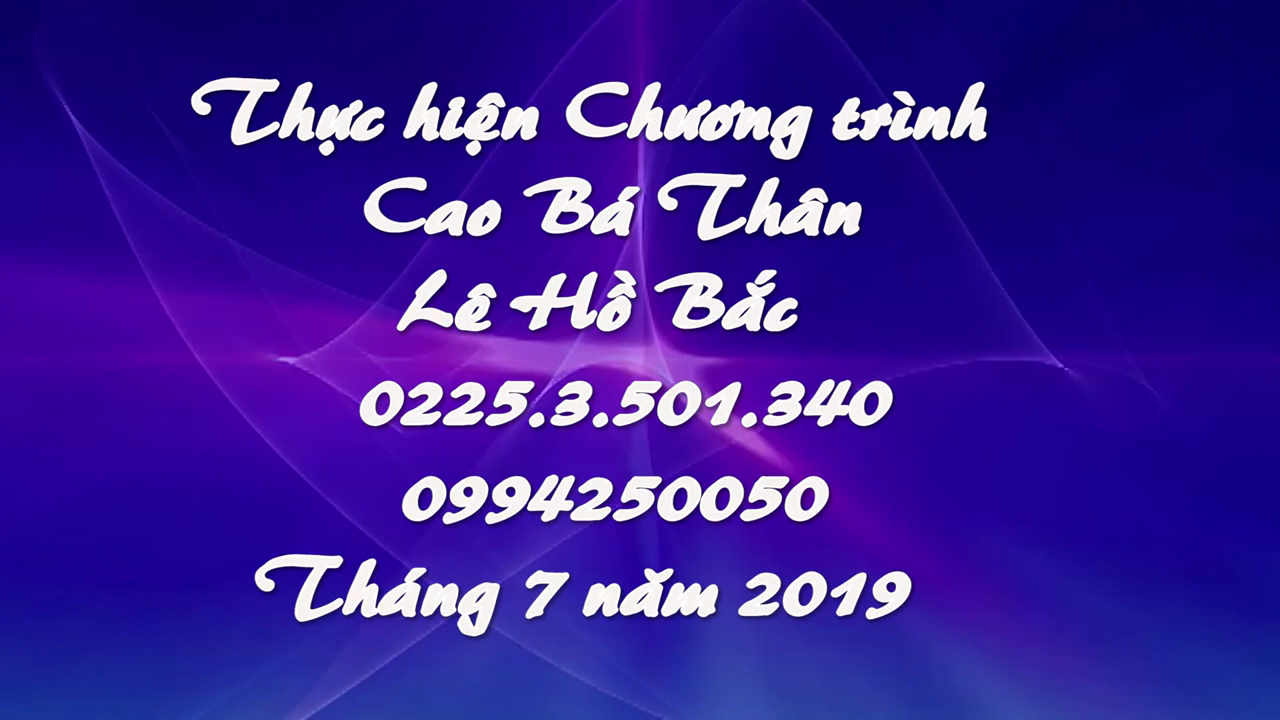 Thực hiện Chương trình
Cao Bá Thân
Lê Hồ Bắc
0225.3.501.340
0994250050
Tháng 7 năm 2019